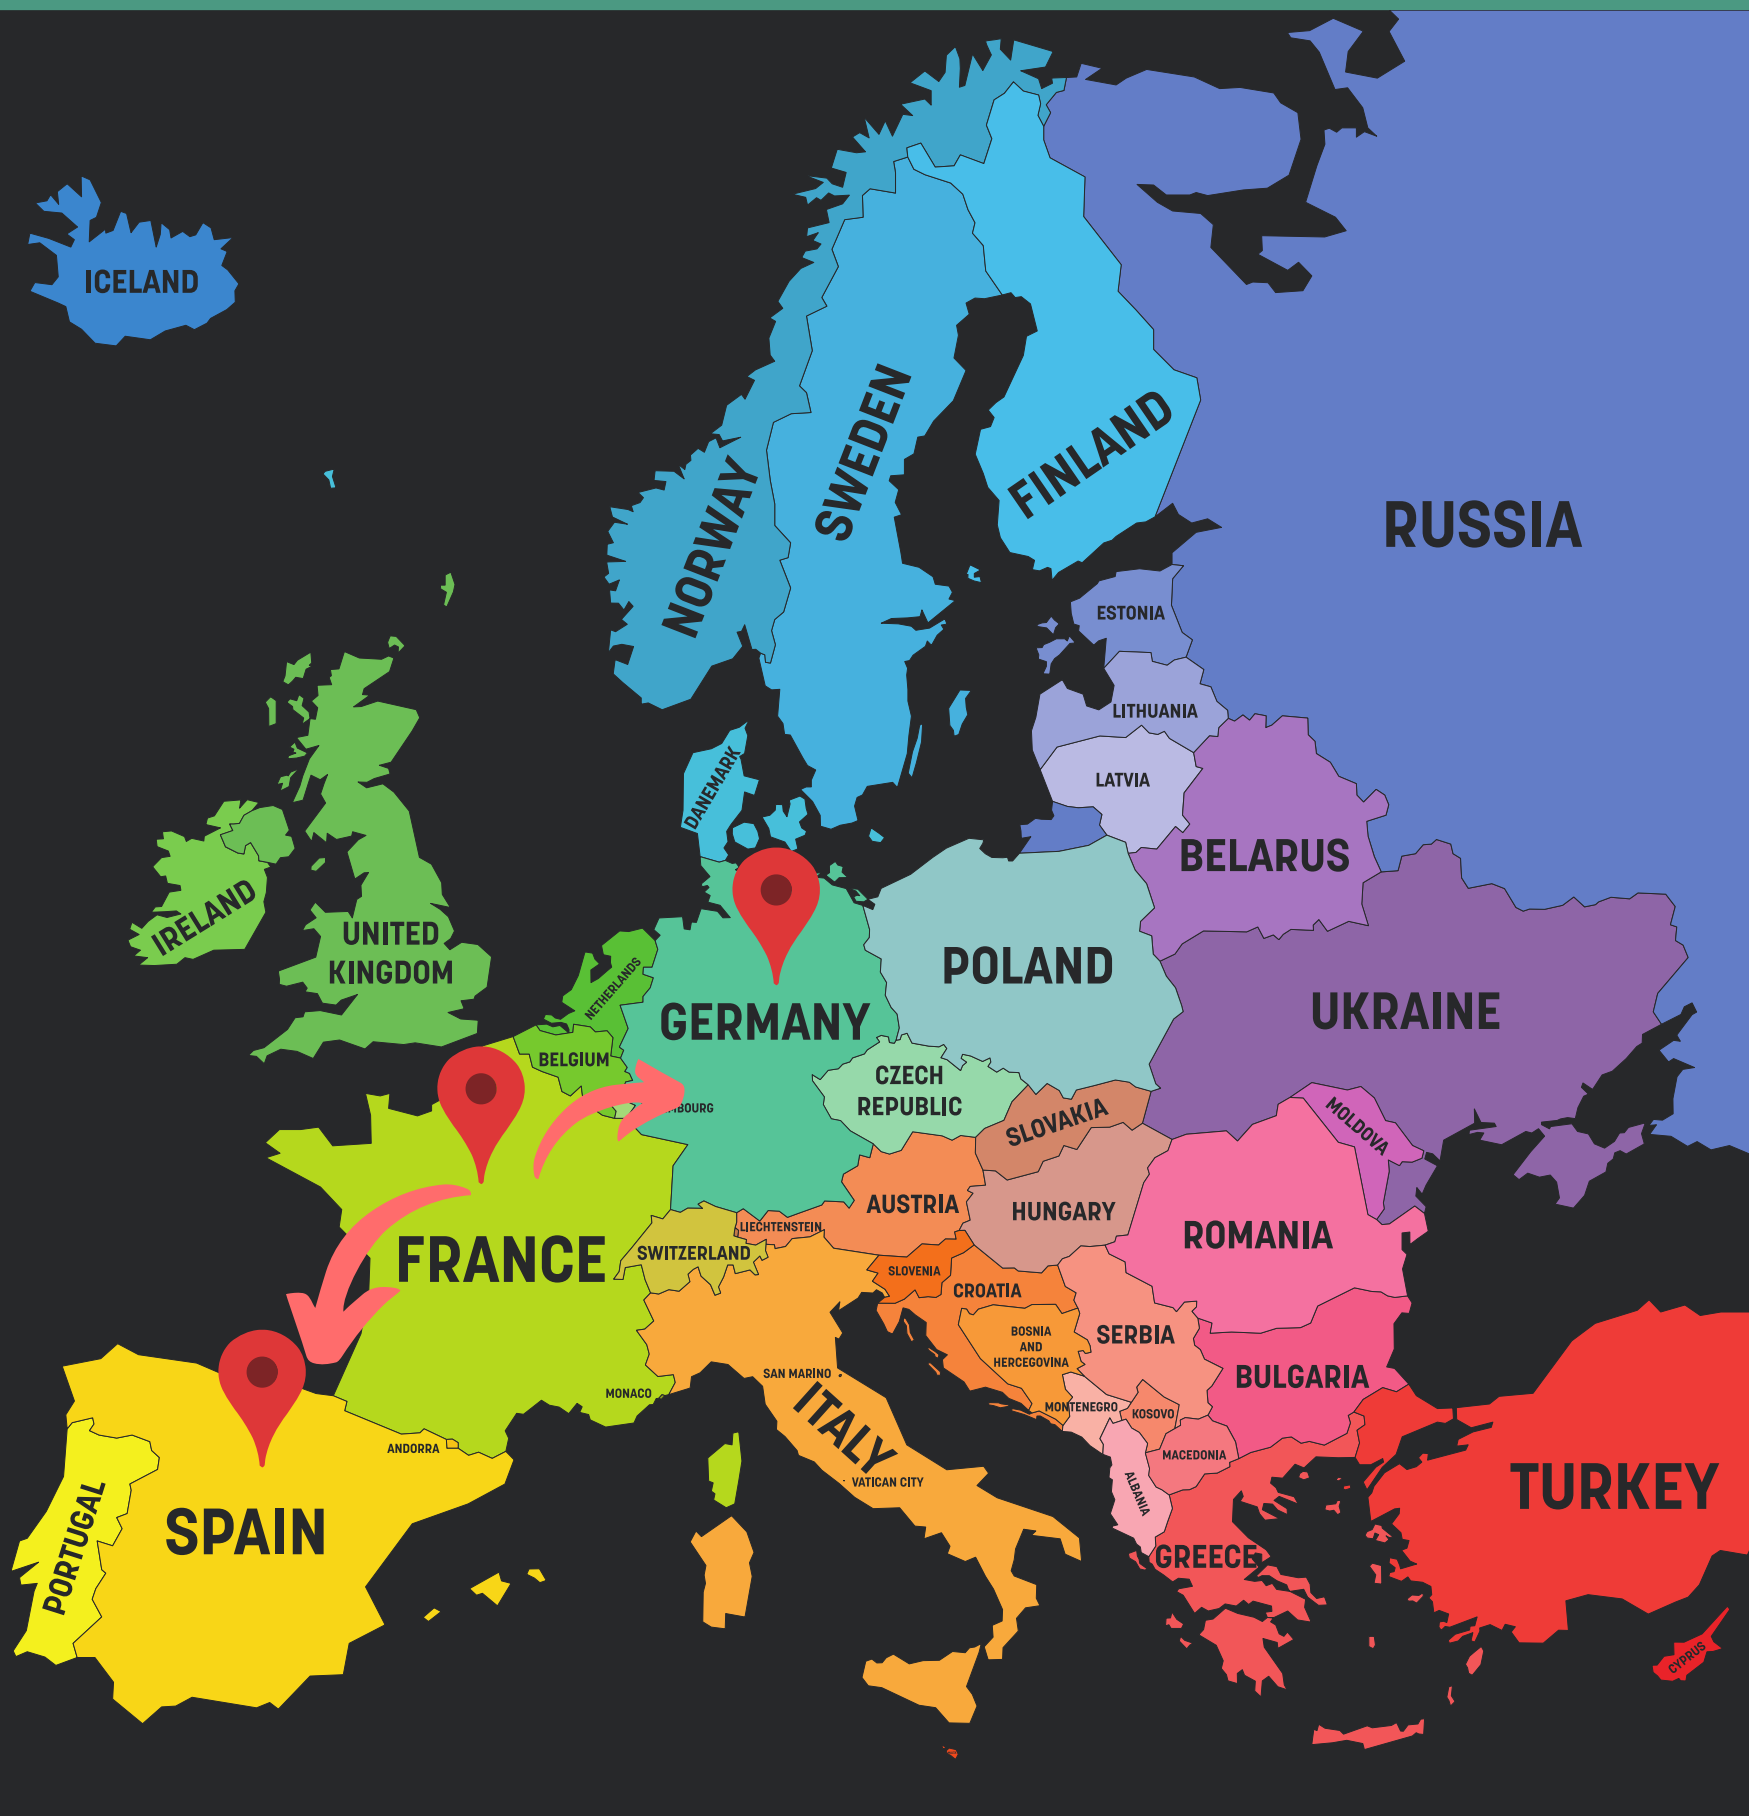 ICELAND
SWEDEN
FINLAND
NORWAY
RUSSIA
ESTONIA
LITHUANIA
LATVIA
DANEMARK
BELARUS
IRELAND
UNITED
KINGDOM
NETHERLANDS
POLAND
GERMANY
UKRAINE
BELGIUM
CZECH
REPUBLIC
MBOURG
SLOVAKIA
MOLDOVA
AUSTRIA
HUNGARY
LIECHTENSTEIN
ROMANIA
SWITZERLAND
FRANCE
SLOVENIA
CROATIA
BOSNIA
AND
HERCEGOVINA
SERBIA
SAN MARINO
BULGARIA
MONACO
MONTENEGRO
KOSOVO
ITALY
ANDORRA
MACEDONIA
VATICAN CITY
ALBANIA
TURKEY
PORTUGAL
SPAIN
GREECE
CYPRUS